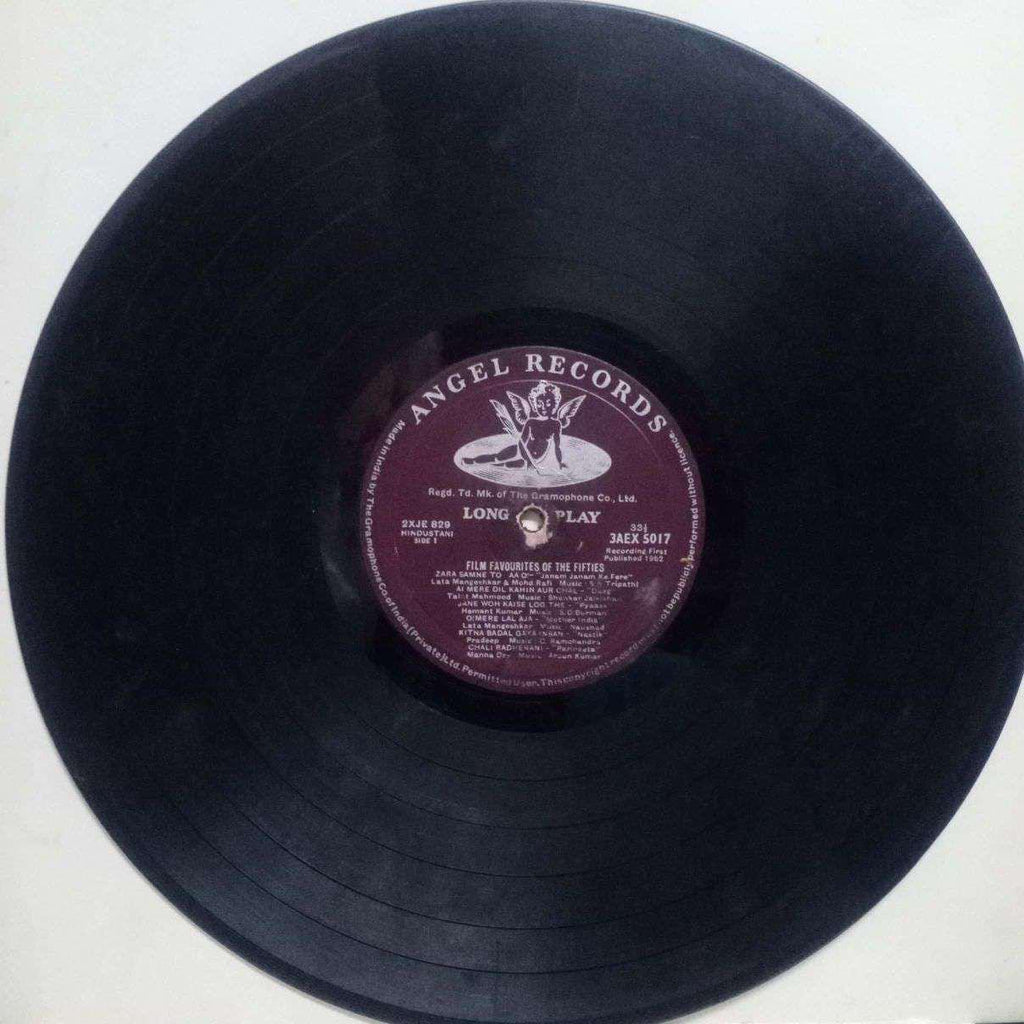 ANGEL RECORDS
Regd. Td. Mk. of The Gramophone Co., Ltd.
LONG PLAY
2XJE 829
HINDUSTANI
SIDE 1
33⅓
3AEX 5017
Recording First
Published 1962
FILM FAVOURITES OF THE FIFTIES
ZARA SAMNE TO AA O - "Janam Janam Ke Fere"
Lata Mangeshkar & Mohd Rafi Music: S.N. Tripathi
AI MERE DIL KAHIN AUR CHAL - "Daag"
Talat Mahmood Music: Shanker Jaikishan
JANE WOH KAISE LOG THE - "Pyaasa"
Hemant Kumar Music: S.D. Burman
O! MERE LAL AJA - "Mother India"
Lata Mangeshker Music: Naushad
KITNA BADAL GAYA INSAN - "Nastik"
Pradeep Music: C. Ramchandra
CHALI RADHE RANI - "Parineeta"
Manna Dey Music: Aroon Kumar
Made in India by The Gramophone Co. of India (Private) Ltd. Permitted User. This copyright record must not be publicly performed without licence.